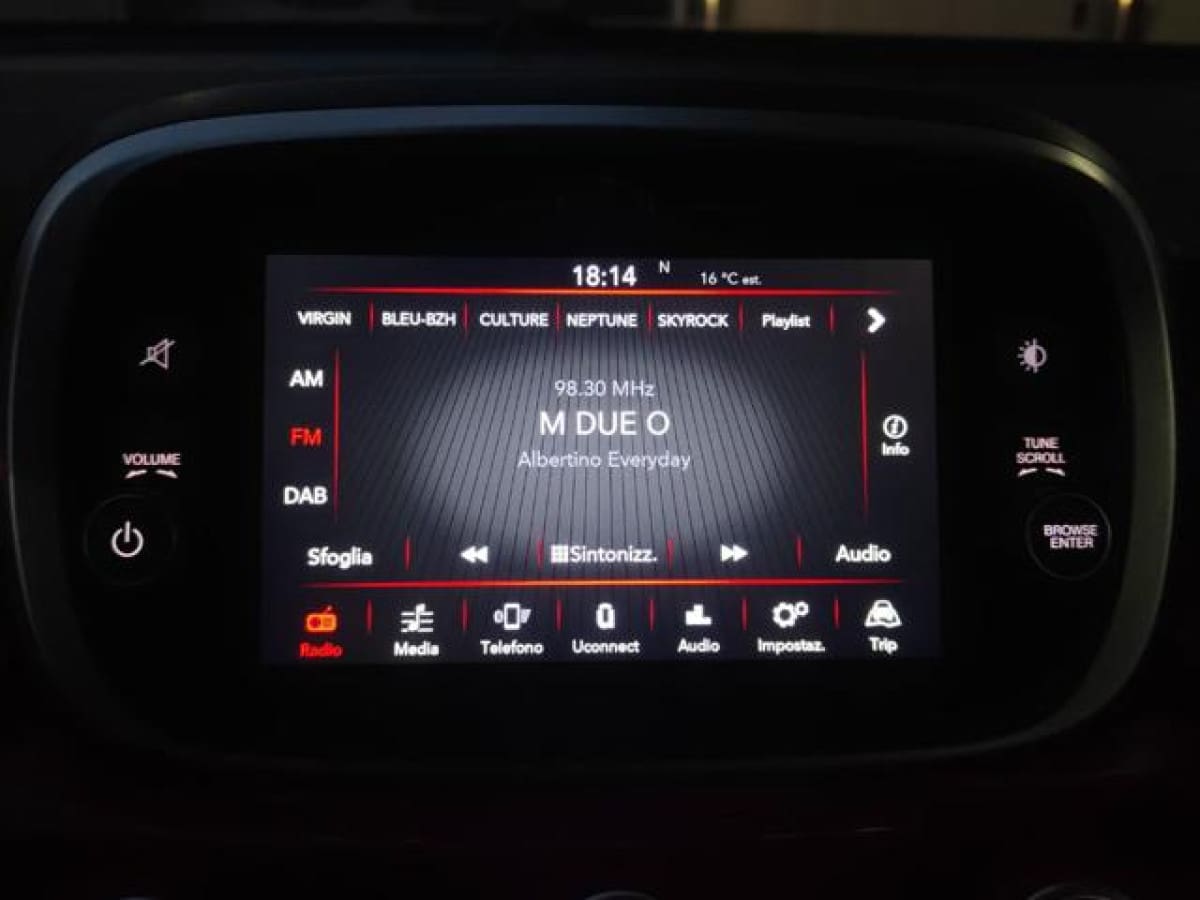 18:14 N 16 °C est.
VIRGIN BLEU-BZH CULTURE NEPTUNE SKYROCK Playlist
AM
98.30 MHz
M DUE O
FM
Info
Albertino Everyday
DAB
VOLUME
TUNE
SCROLL
BROWSE
ENTER
Sfoglia Sintonizz. Audio
Radio Media Telefono Uconnect Audio Impostaz. Trip